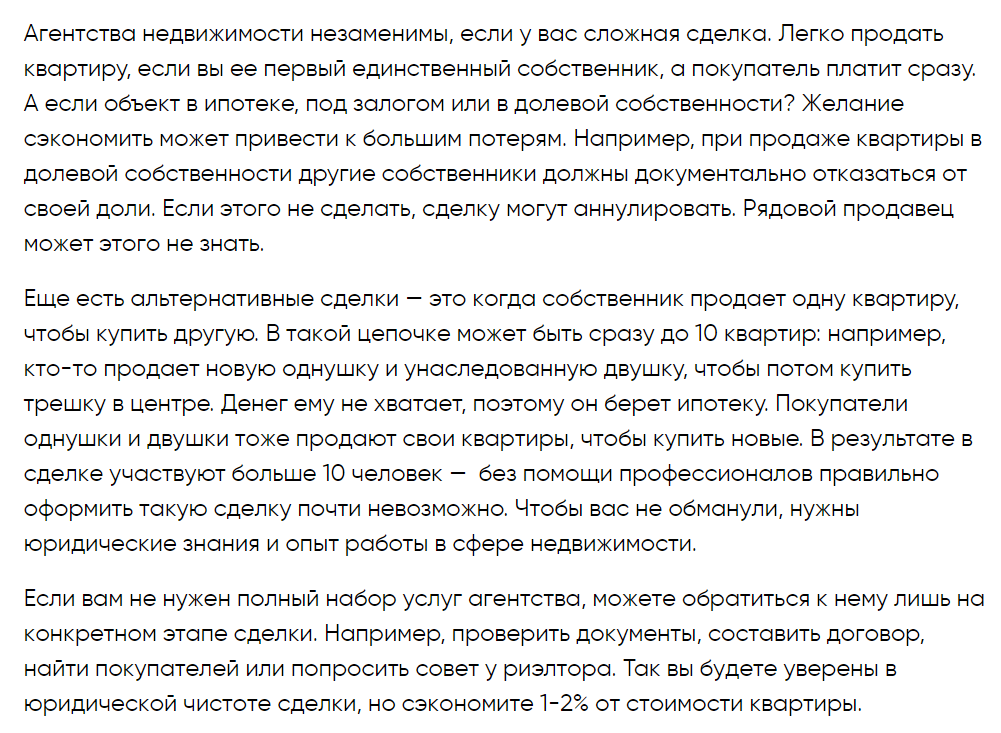 Агентства недвижимости незаменимы, если у вас сложная сделка. Легко продать
квартиру, если вы ее первый единственный собственник, а покупатель платит сразу.
А если объект в ипотеке, под залогом или в долевой собственности? Желание
сэкономить может привести к большим потерям. Например, при продаже квартиры в
долевой собственности другие собственники должны документально отказаться от
своей доли. Если этого не сделать, сделку могут аннулировать. Рядовой продавец
может этого не знать.
Еще есть альтернативные сделки — это когда собственник продает одну квартиру,
чтобы купить другую. В такой цепочке может быть сразу до 10 квартир: например,
кто-то продает новую однушку и унаследованную двушку, чтобы потом купить
трешку в центре. Денег ему не хватает, поэтому он берет ипотеку. Покупатели
однушки и двушки тоже продают свои квартиры, чтобы купить новые. В результате в
сделке участвуют больше 10 человек — без помощи профессионалов правильно
оформить такую сделку почти невозможно. Чтобы вас не обманули, нужны
юридические знания и опыт работы в сфере недвижимости.
Если вам не нужен полный набор услуг агентства, можете обратиться к нему лишь на
конкретном этапе сделки. Например, проверить документы, составить договор,
найти покупателей или попросить совет у риэлтора. Так вы будете уверены в
юридической чистоте сделки, но сэкономите 1-2% от стоимости квартиры.